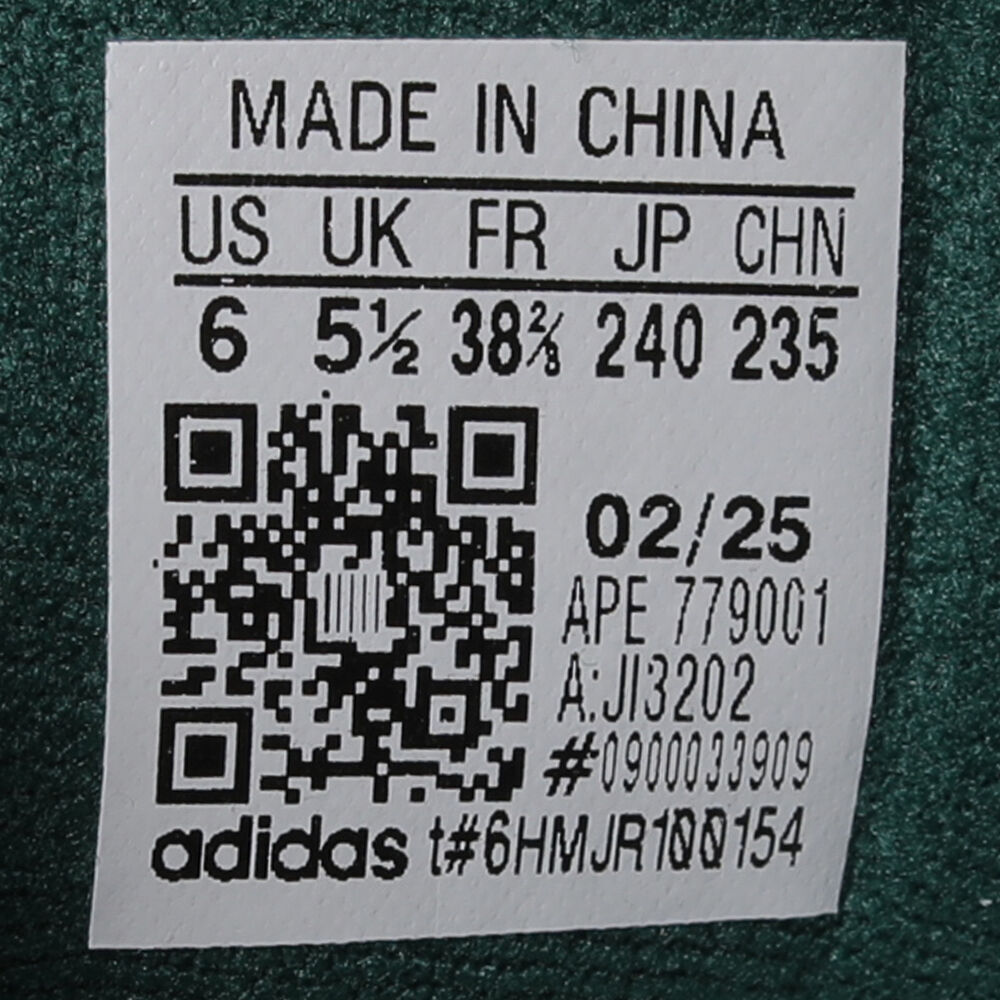 MADE IN CHINA
US UK FR JP CHN
6 5½ 38⅔ 240 235
02/25
APE 779001
A:JI3202
#0900033909
adidas t#6HMJR100154